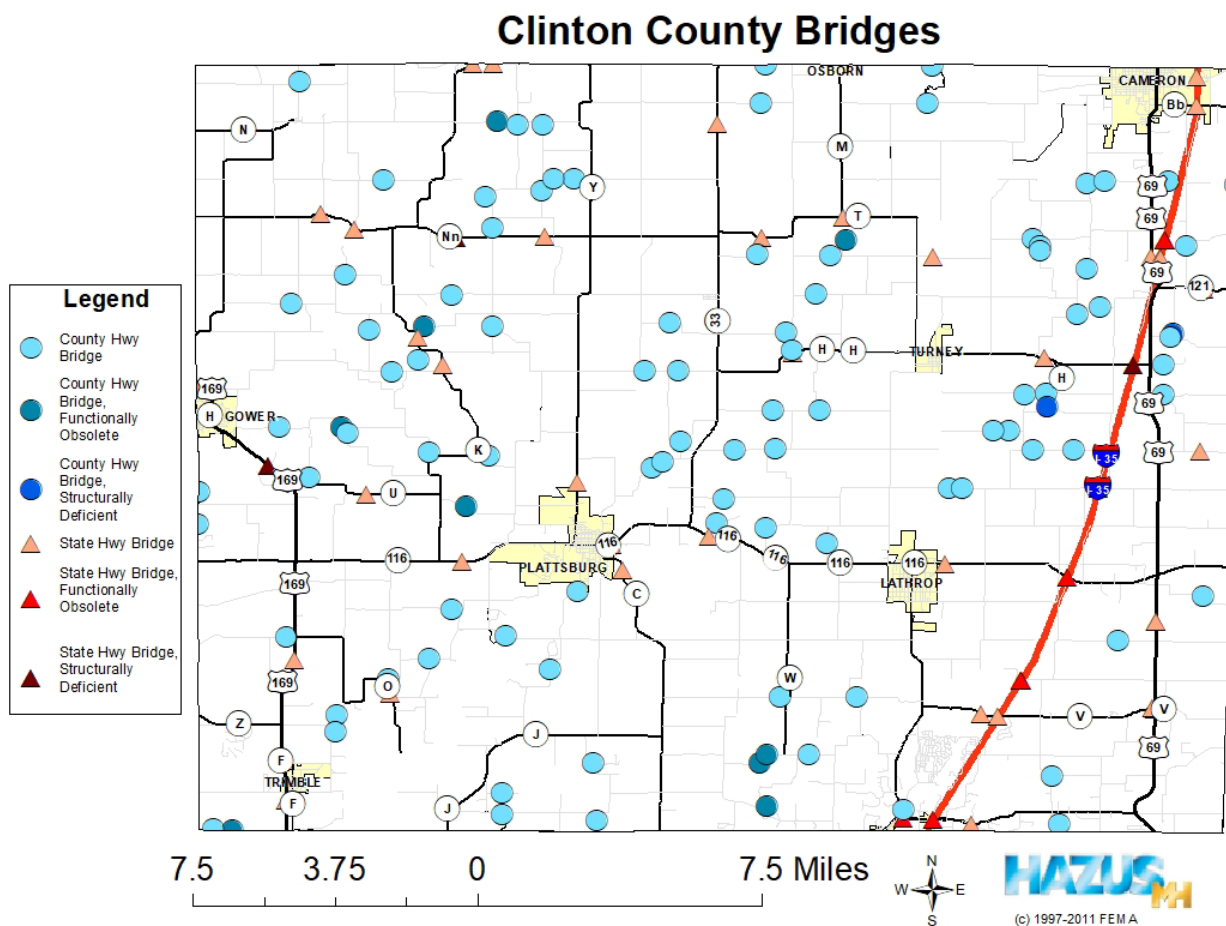 Clinton County Bridges
OSBORN
CAMERON
Bb
N
M
69
Y
69
T
Nn
69
121
33
Legend
County Hwy
Bridge
County Hwy
Bridge,
Functionally
Obsolete
County Hwy
Bridge,
Structurally
Deficient
State Hwy Bridge
State Hwy Bridge,
Functionally
Obsolete
State Hwy Bridge,
Structurally
Deficient
H H TURNEY
H
169
69
H GOWER
K
I-35
69
169
U
I-35
116
116
116
116
116
116
PLATTSBURG
LATHROP
169
C
W
169
O
Z
V
V
J
69
F
TRIMBLE
F
J
7.5 3.75 0 7.5 Miles
N
W E
S
HAZUS
MH
(c) 1997-2011 FEMA